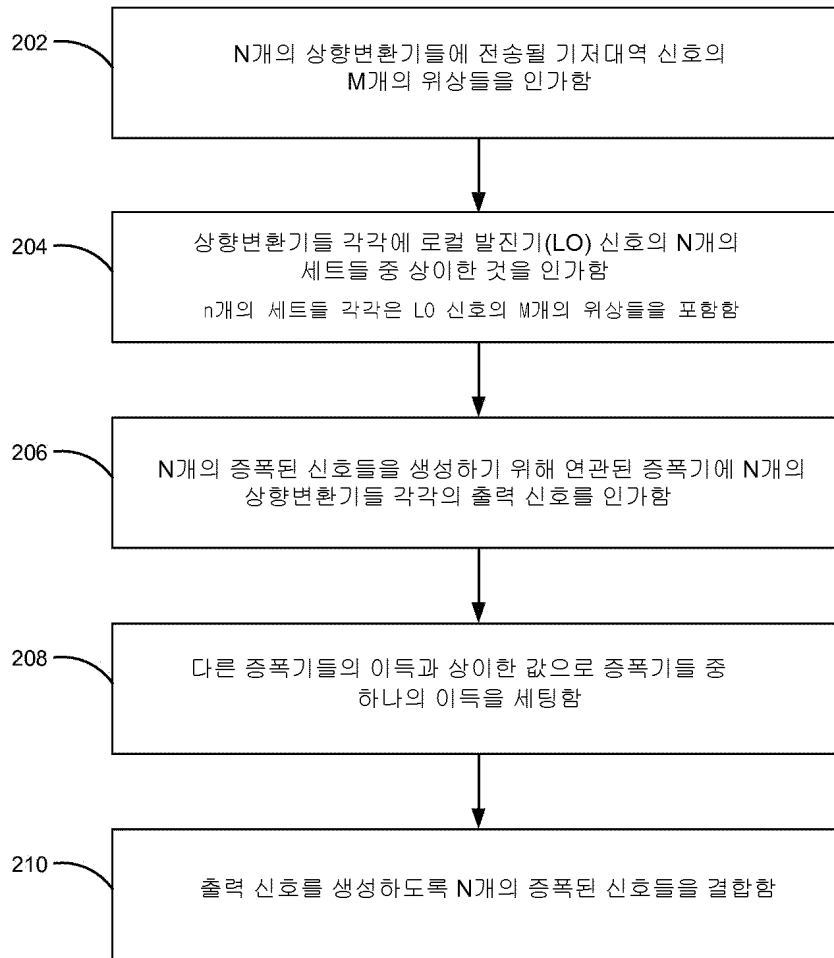 202
N개의 상향변환기들에 전송될 기저대역 신호의
M개의 위상들을 인가함
204
상향변환기들 각각에 로컬 발진기(LO) 신호의 N개의
세트들 중 상이한 것을 인가함
n개의 세트들 각각은 LO 신호의 M개의 위상들을 포함함
206
N개의 증폭된 신호들을 생성하기 위해 연관된 증폭기에 N개의
상향변환기들 각각의 출력 신호를 인가함
208
다른 증폭기들의 이득과 상이한 값으로 증폭기들 중
하나의 이득을 세팅함
210
출력 신호를 생성하도록 N개의 증폭된 신호들을 결합함